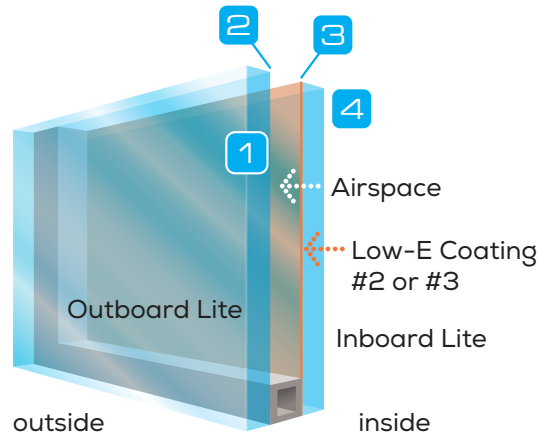 2
3
4
1
Airspace
Low-E Coating
#2 or #3
Outboard Lite
Inboard Lite
outside
inside